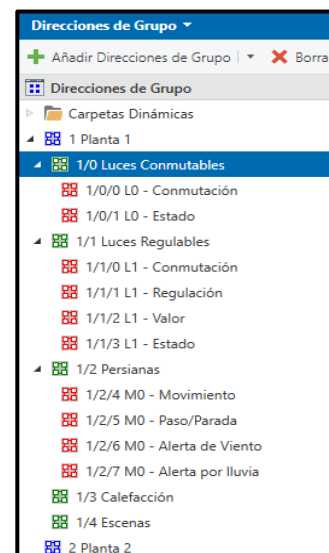 Direcciones de Grupo
Añadir Direcciones de Grupo
Borra
Direcciones de Grupo
Carpetas Dinámicas
1 Planta 1
1/0 Luces Conmutables
1/0/0 L0 - Conmutación
1/0/1 L0 - Estado
1/1 Luces Regulables
1/1/0 L1 - Conmutación
1/1/1 L1 - Regulación
1/1/2 L1 - Valor
1/1/3 L1 - Estado
1/2 Persianas
1/2/4 M0 - Movimiento
1/2/5 M0 - Paso/Parada
1/2/6 M0 - Alerta de Viento
1/2/7 M0 - Alerta por lluvia
1/3 Calefacción
1/4 Escenas
2 Planta 2